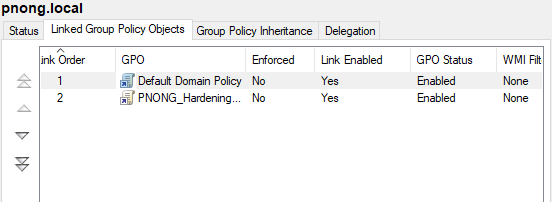 pnong.local
Status Linked Group Policy Objects Group Policy Inheritance Delegation
ink Order GPO Enforced Link Enabled GPO Status WMI Filt
1 Default Domain Policy No Yes Enabled None
2 PNONG_Hardening... No Yes Enabled None